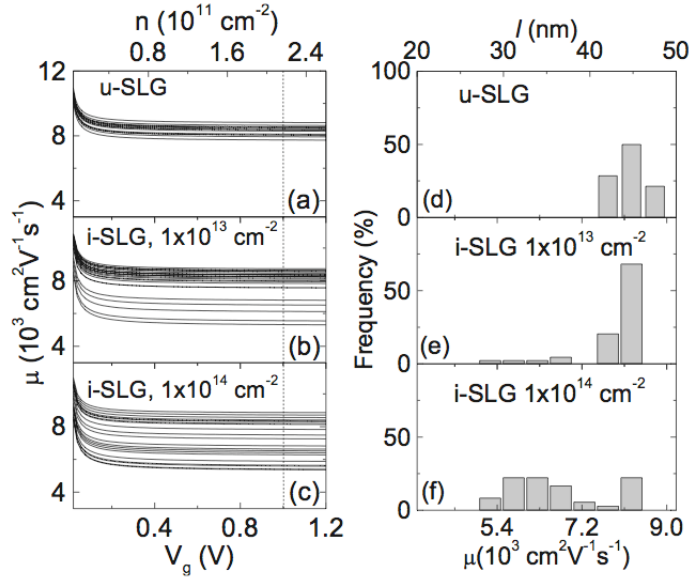 n (10¹¹ cm⁻²)
0.8 1.6 2.4
12
8
4
u-SLG
(a)
8
4
i-SLG, 1x10¹³ cm⁻²
(b)
8
4
i-SLG, 1x10¹⁴ cm⁻²
(c)
μ (10³ cm²V⁻¹s⁻¹)
0.4 0.8 1.2
V_g (V)
l (nm)
20 30 40 50
100
50
0
u-SLG
(d)
50
0
i-SLG 1x10¹³ cm⁻²
(e)
50
0
i-SLG 1x10¹⁴ cm⁻²
(f)
Frequency (%)
5.4 7.2 9.0
μ(10³ cm²V⁻¹s⁻¹)